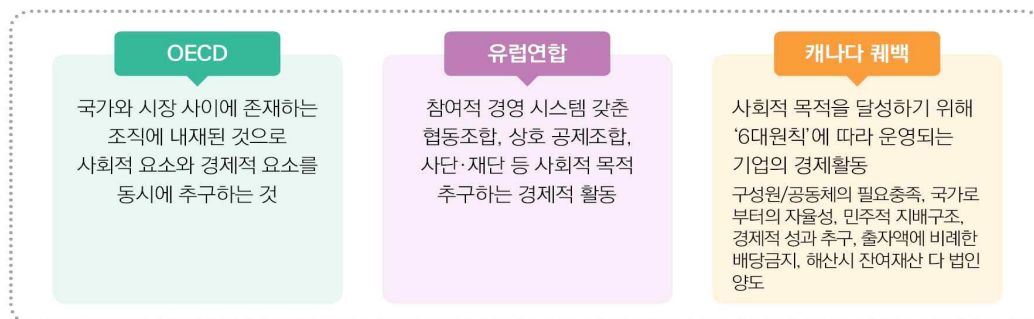 OECD
국가와 시장 사이에 존재하는
조직에 내재된 것으로
사회적 요소와 경제적 요소를
동시에 추구하는 것
유럽연합
참여적 경영 시스템 갖춘
협동조합, 상호 공제조합,
사단·재단 등 사회적 목적
추구하는 경제적 활동
캐나다 퀘백
사회적 목적을 달성하기 위해
‘6대원칙’에 따라 운영되는
기업의 경제활동
구성원/공동체의 필요충족, 국가로
부터의 자율성, 민주적 지배구조,
경제적 성과 추구, 출자액에 비례한
배당금지, 해산시 잔여재산 다 법인
양도